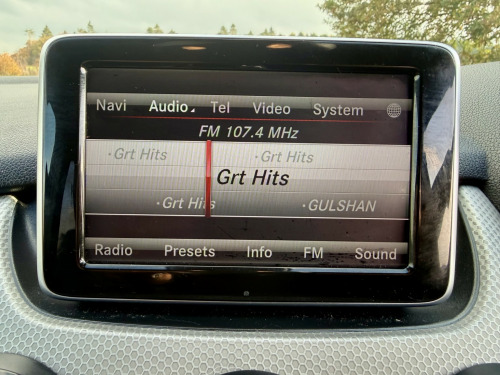 Navi Audio Tel Video System
FM 107.4 MHz
·Grt Hits ·Grt Hits
Grt Hits
·Grt Hits ·GULSHAN
Radio Presets Info FM Sound